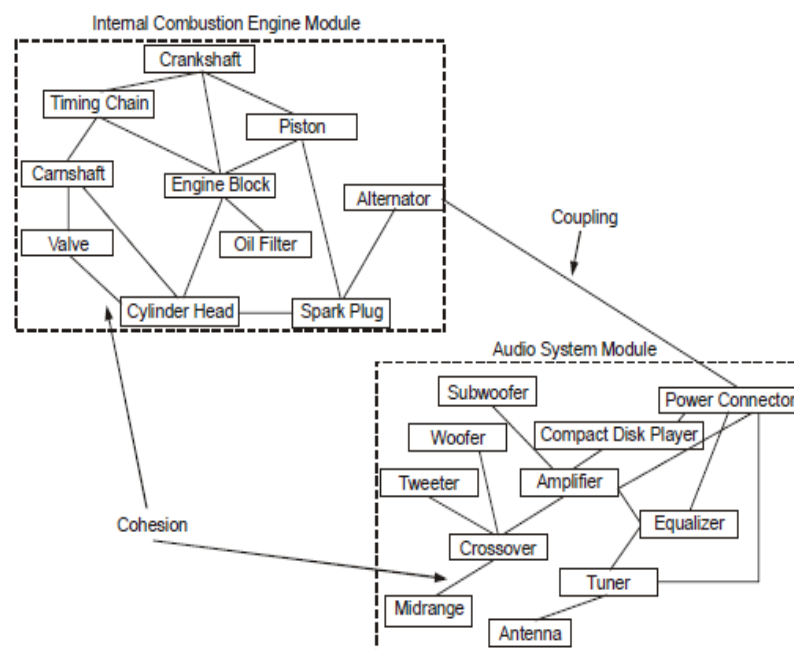 Internal Combustion Engine Module
Crankshaft
Timing Chain
Piston
Carnshaft
Engine Block
Alternator
Coupling
Valve
Oil Filter
Cylinder Head
Spark Plug
Audio System Module
Subwoofer
Power Connector
Woofer
Compact Disk Player
Tweeter
Amplifier
Cohesion
Equalizer
Crossover
Tuner
Midrange
Antenna